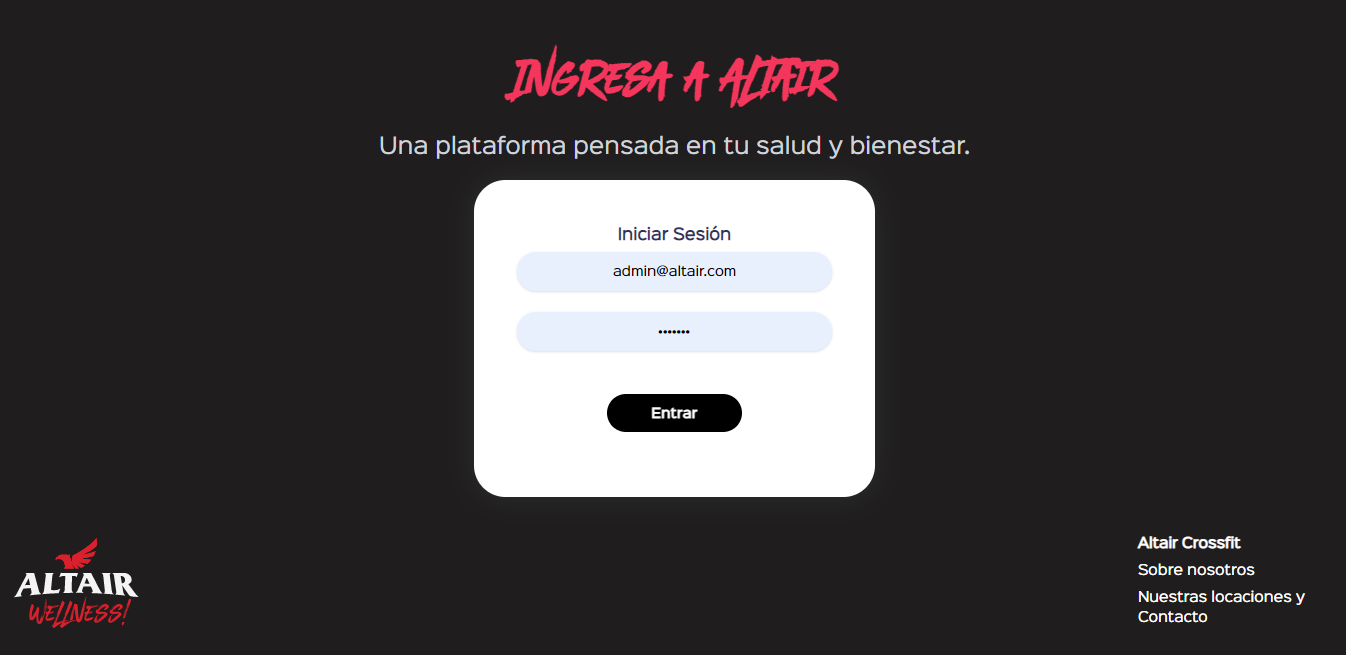 INGRESA A ALTAIR
Una plataforma pensada en tu salud y bienestar.
Iniciar Sesión
admin@altair.com
•••••••
Entrar
ALTAIR
WELLNESS!
Altair Crossfit
Sobre nosotros
Nuestras locaciones y
Contacto